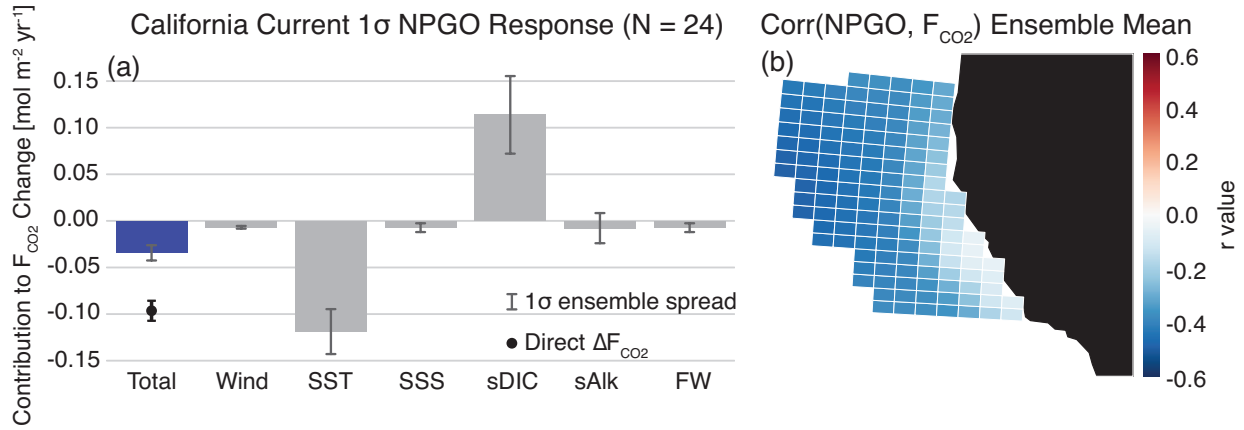 California Current 1σ NPGO Response (N = 24)
(a)
Contribution to F_CO2 Change [mol m⁻² yr⁻¹]
0.15
0.10
0.05
0.00
-0.05
-0.10
-0.15
1σ ensemble spread
Direct ΔF_CO2
Total Wind SST SSS sDIC sAlk FW
Corr(NPGO, F_CO2) Ensemble Mean
(b)
0.6
0.4
0.2
0.0
-0.2
-0.4
-0.6
r value